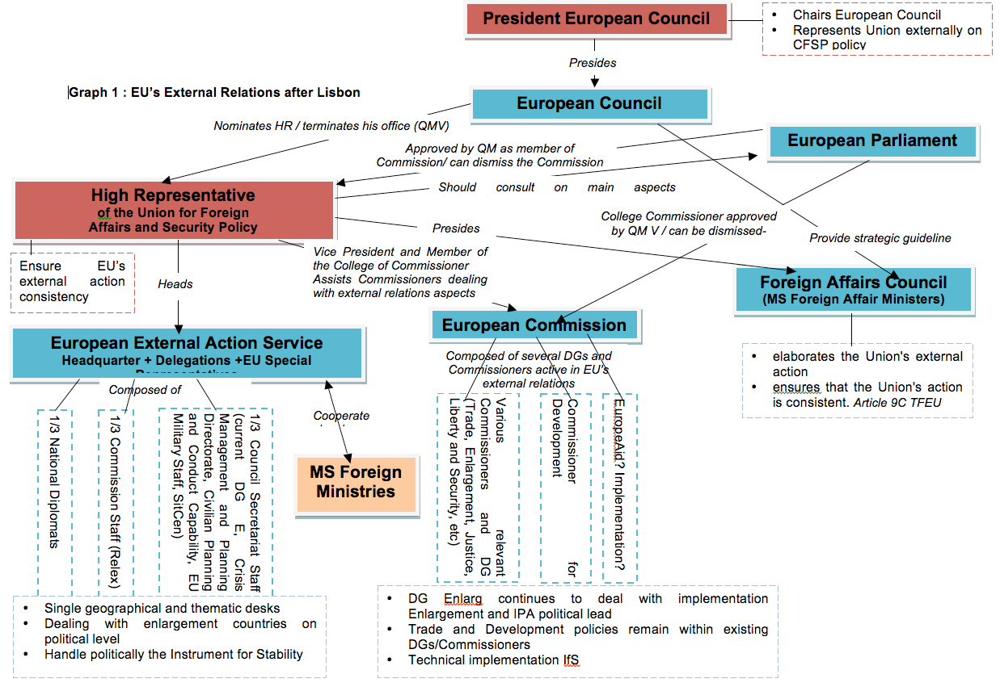 President European Council
• Chairs European Council
• Represents Union externally on
CFSP policy
Presides
Graph 1 : EU's External Relations after Lisbon
European Council
Nominates HR / terminates his office (QMV)
European Parliament
Approved by QM as member of
Commission/ can dismiss the Commission
Should consult on main aspects
High Representative
of the Union for Foreign
Affairs and Security Policy
College Commissioner approved
by QM V / can be dismissed-
Presides
Provide strategic guideline
Vice President and Member of
the College of Commissioner
Assists Commissioners dealing
with external relations aspects
Ensure EU's
external action
consistency
Heads
Foreign Affairs Council
(MS Foreign Affair Ministers)
European Commission
European External Action Service
Headquarter + Delegations +EU Special
Representatives
Composed of several DGs and
Commissioners active in EU's
external relations
• elaborates the Union's external
action
• ensures that the Union's action
is consistent. Article 9C TFEU
Composed of
Cooperate
MS Foreign
Ministries
1/3 National Diplomats
1/3 Commission Staff (Relex)
1/3 Council Secretariat Staff
(current DG E, Crisis
Management and Planning
Directorate, Civilian Planning
and Conduct Capability, EU
Military Staff, SitCen)
Various relevant
Commissioners and DG
(Trade, Enlargement, Justice,
Liberty and Security, etc)
Commissioner for
Development
EuropeAid? Implementation?
• Single geographical and thematic desks
• Dealing with enlargement countries on
political level
• Handle politically the Instrument for Stability
• DG Enlarg continues to deal with implementation
Enlargement and IPA political lead
• Trade and Development policies remain within existing
DGs/Commissioners
• Technical implementation IfS